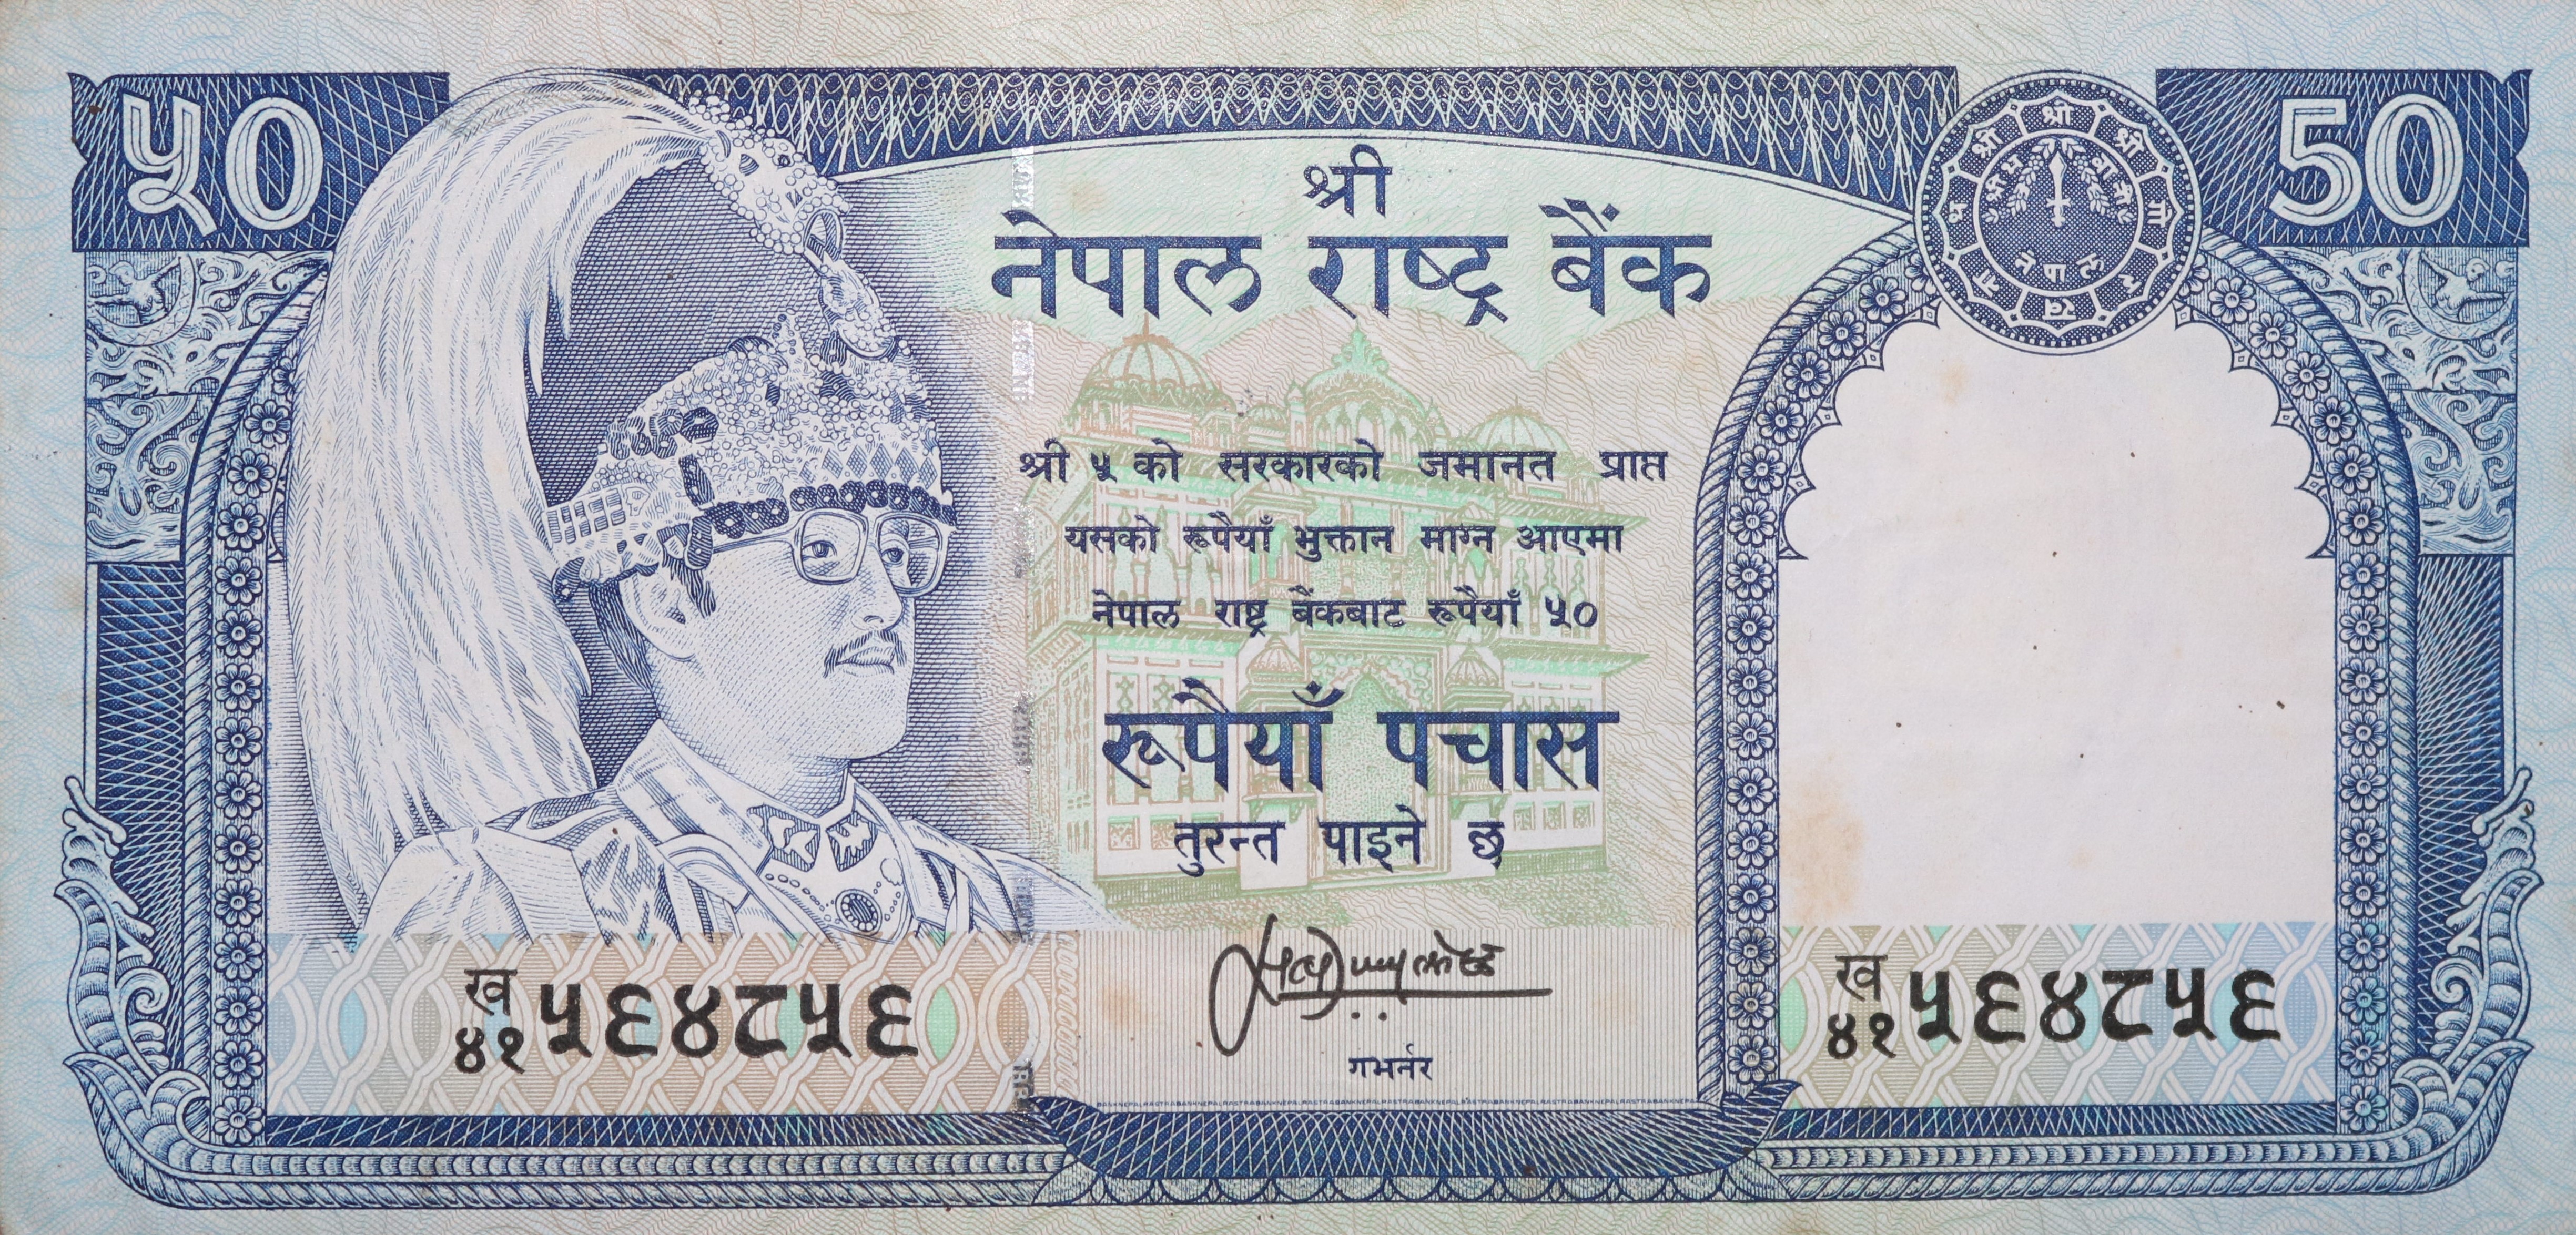 ५० 50
श्री
नेपाल राष्ट्र बैंक
श्री ५ को सरकारको जमानत प्राप्त
यसको रूपैयाँ भुक्तान माग्न आएमा
नेपाल राष्ट्र बैंकबाट रूपैयाँ ५०
रूपैयाँ पचास
तुरन्त पाइने छ
ख ४१ ५६४८५६
गभर्नर
ख ४१ ५६४८५६